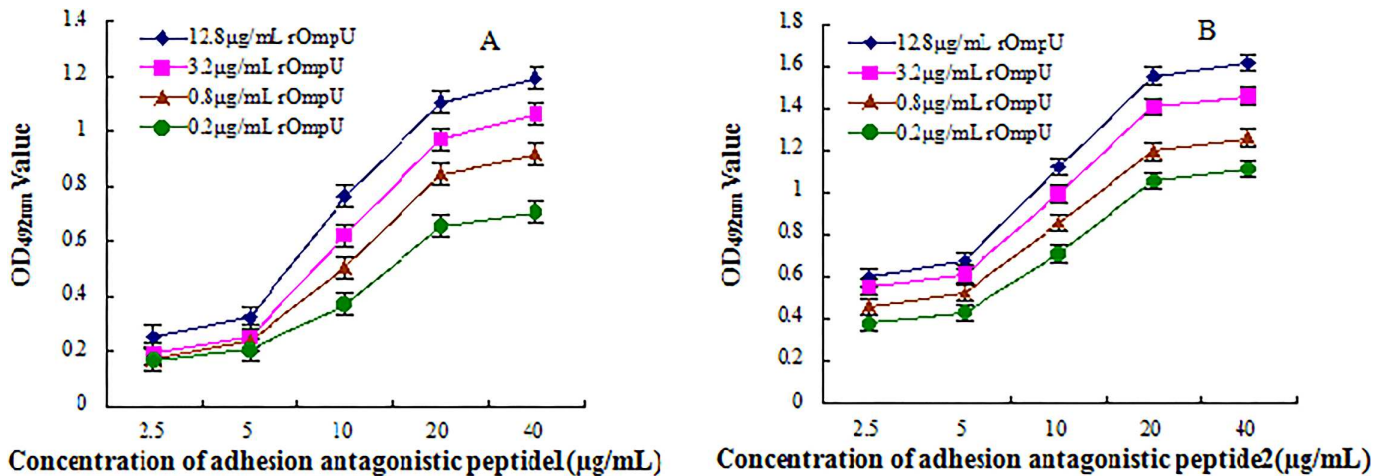 A
12.8μg/mL rOmpU
3.2μg/mL rOmpU
0.8μg/mL rOmpU
0.2μg/mL rOmpU
OD492nm Value
1.4
1.2
1
0.8
0.6
0.4
0.2
0
2.5 5 10 20 40
Concentration of adhesion antagonistic peptide1(μg/mL)
B
12.8μg/mL rOmpU
3.2μg/mL rOmpU
0.8μg/mL rOmpU
0.2μg/mL rOmpU
OD492nm Value
1.8
1.6
1.4
1.2
1
0.8
0.6
0.4
0.2
0
2.5 5 10 20 40
Concentration of adhesion antagonistic peptide2(μg/mL)